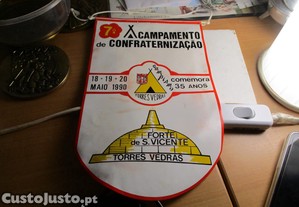 7º ACAMPAMENTO
de CONFRATERNIZAÇÃO
18-19-20
MAIO 1990
comemora
35 ANOS
TORRES VEDRAS
FORTE
de S. VICENTE
TORRES VEDRAS
CustoJusto.pt